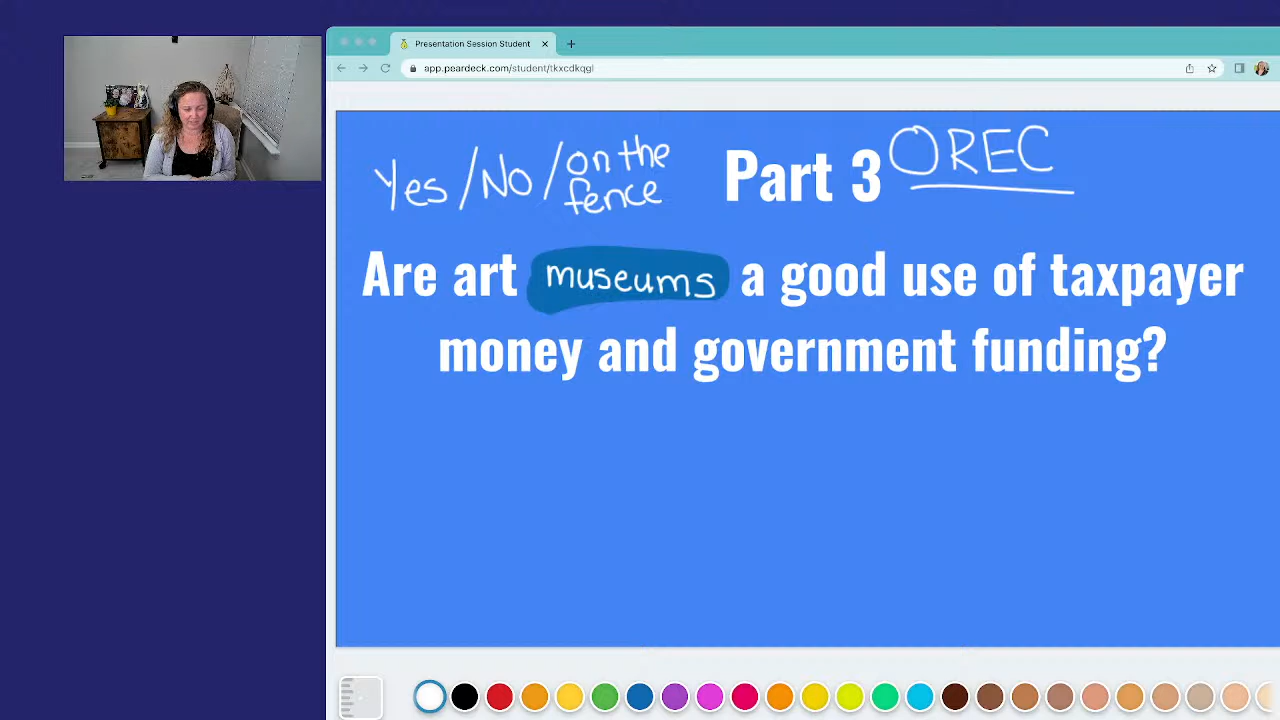 Presentation Session Student
app.peardeck.com/student/tkxcdkqgl
Yes / No / on the fence
Part 3 OREC
Are art museums a good use of taxpayer
money and government funding?